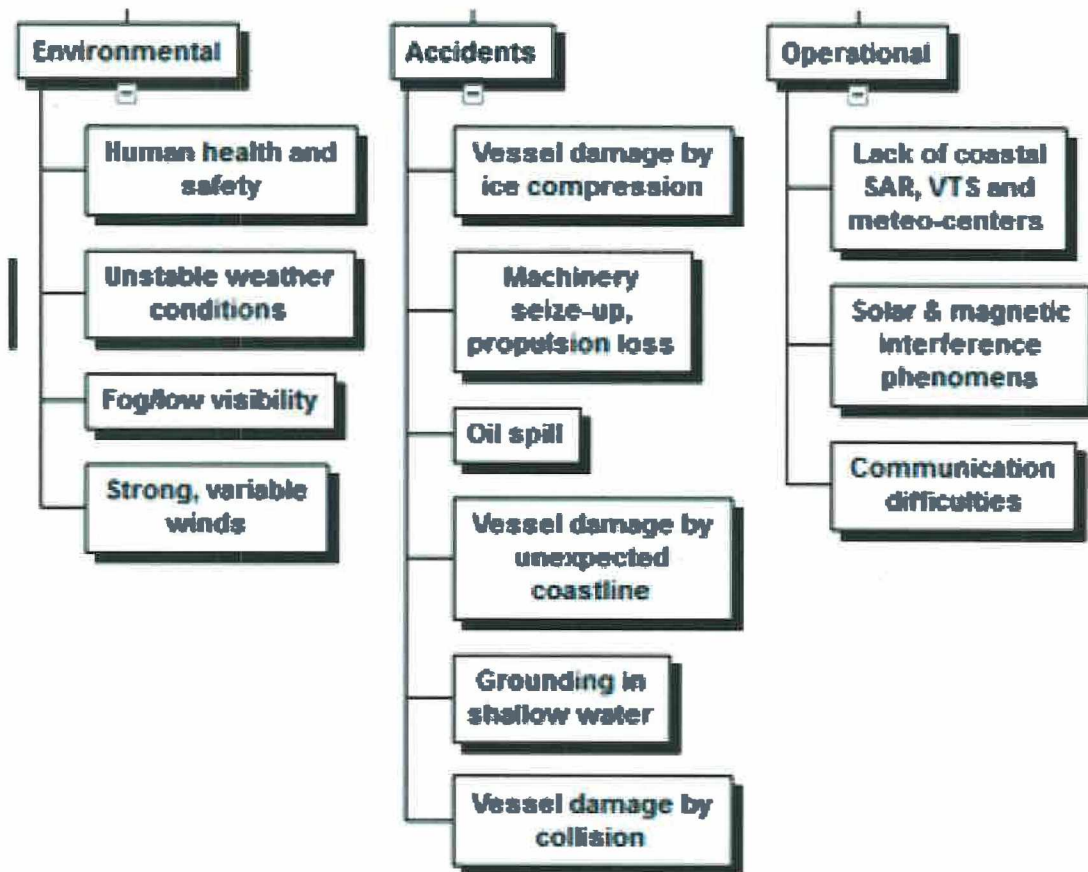 Environmental
Human health and
safety
Unstable weather
conditions
Fog/low visibility
Strong, variable
winds
Accidents
Vessel damage by
ice compression
Machinery
seize-up,
propulsion loss
Oil spill
Vessel damage by
unexpected
coastline
Grounding in
shallow water
Vessel damage by
collision
Operational
Lack of coastal
SAR, VTS and
meteo-centers
Solar & magnetic
interference
phenomens
Communication
difficulties